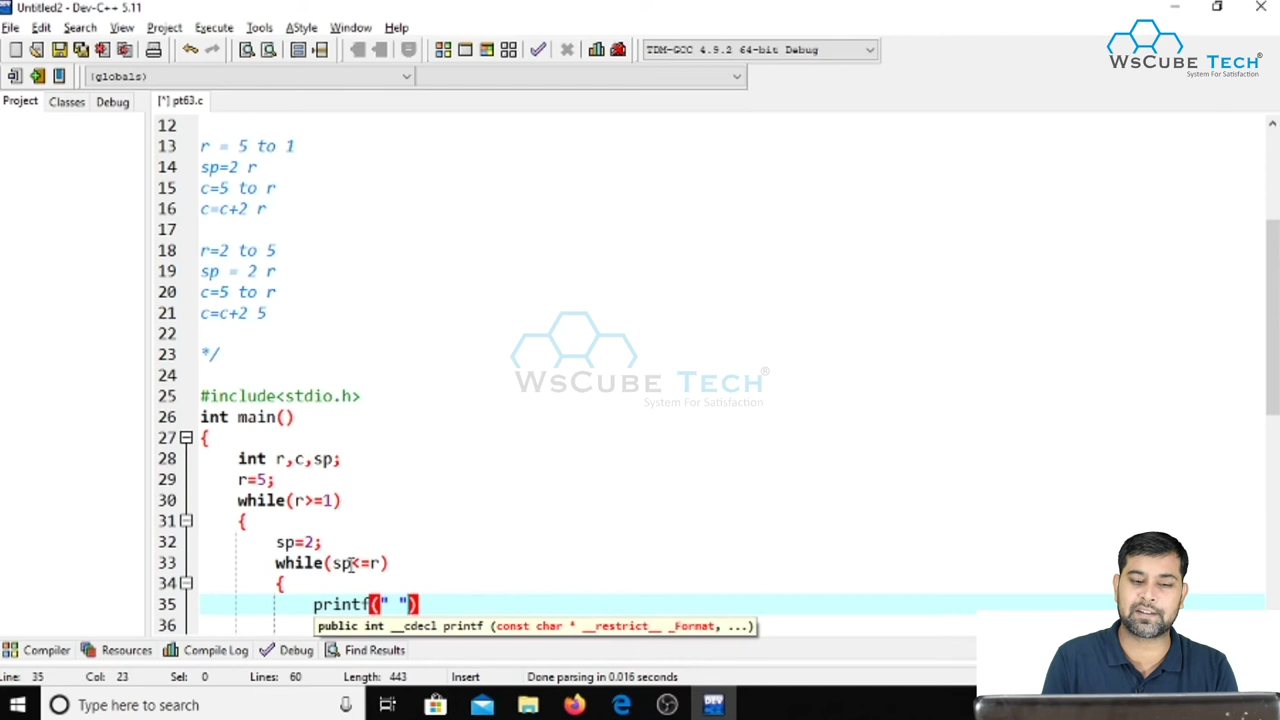 Untitled2 - Dev-C++ 5.11
File Edit Search View Project Execute Tools AStyle Window Help
TDM-GCC 4.9.2 64-bit Debug
(globals)
Project Classes Debug
[*] pt63.c
WsCube Tech®
System For Satisfaction
12
13 r = 5 to 1
14 sp=2 r
15 c=5 to r
16 c=c+2 r
17
18 r=2 to 5
19 sp = 2 r
20 c=5 to r
21 c=c+2 5
22
23 */
24
25 #include<stdio.h>
26 int main()
27 {
28 int r,c,sp;
29 r=5;
30 while(r>=1)
31 {
32 sp=2;
33 while(sp<=r)
34 {
35 printf(" ")
36
public int __cdecl printf (const char * __restrict__ _Format, ...)
WsCube Tech®
System For Satisfaction
Compiler Resources Compile Log Debug Find Results
Line: 35 Col: 23 Sel: 0 Lines: 60 Length: 443 Insert Done parsing in 0.016 seconds
Type here to search
DEV